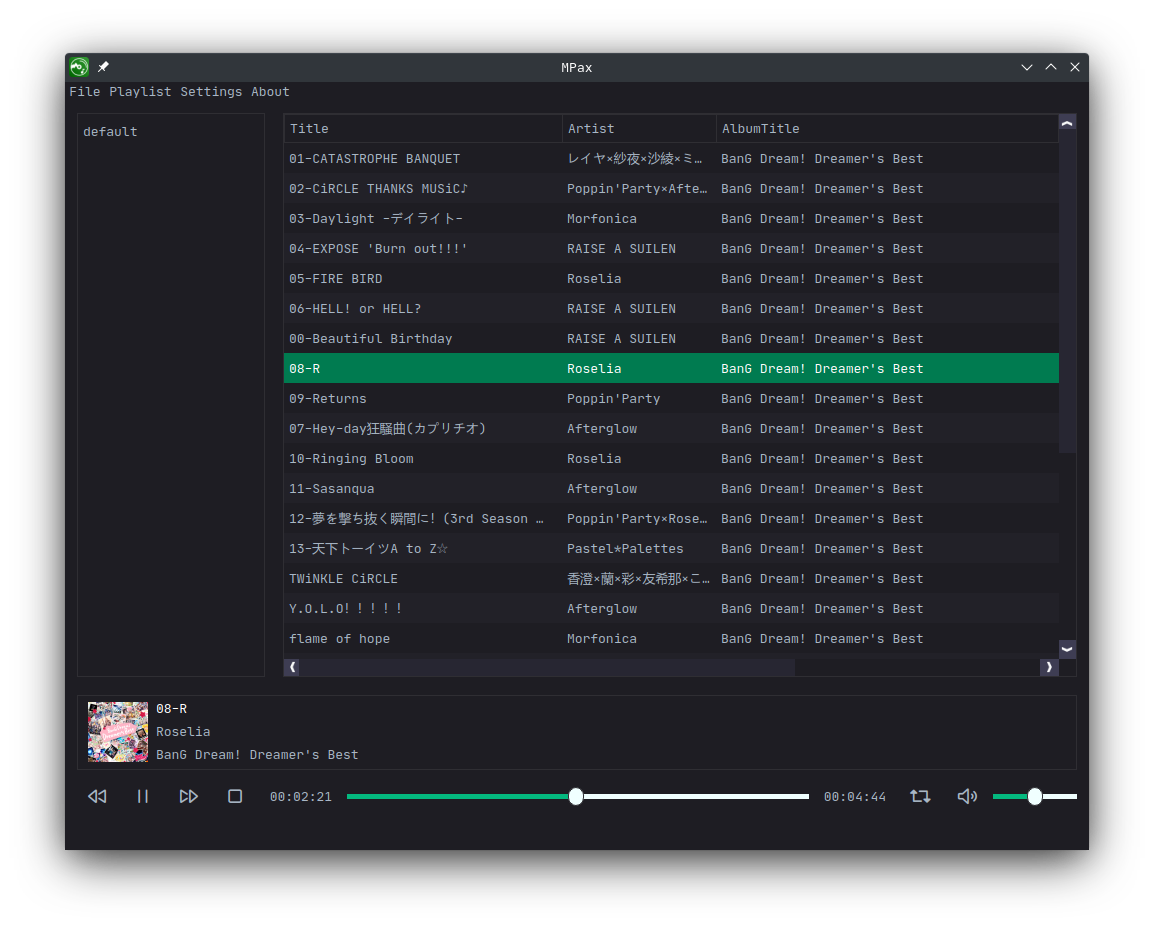 MPax
File Playlist Settings About
default
Title Artist AlbumTitle
01-CATASTROPHE BANQUET レイヤ×紗夜×沙綾×ミ… BanG Dream! Dreamer's Best
02-CiRCLE THANKS MUSiC♪ Poppin'Party×Afte… BanG Dream! Dreamer's Best
03-Daylight -デイライト- Morfonica BanG Dream! Dreamer's Best
04-EXPOSE 'Burn out!!!' RAISE A SUILEN BanG Dream! Dreamer's Best
05-FIRE BIRD Roselia BanG Dream! Dreamer's Best
06-HELL! or HELL? RAISE A SUILEN BanG Dream! Dreamer's Best
00-Beautiful Birthday RAISE A SUILEN BanG Dream! Dreamer's Best
08-R Roselia BanG Dream! Dreamer's Best
09-Returns Poppin'Party BanG Dream! Dreamer's Best
07-Hey-day狂騒曲(カプリチオ) Afterglow BanG Dream! Dreamer's Best
10-Ringing Bloom Roselia BanG Dream! Dreamer's Best
11-Sasanqua Afterglow BanG Dream! Dreamer's Best
12-夢を撃ち抜く瞬間に!(3rd Season … Poppin'Party×Rose… BanG Dream! Dreamer's Best
13-天下トーイツA to Z☆ Pastel*Palettes BanG Dream! Dreamer's Best
TWiNKLE CiRCLE 香澄×蘭×彩×友希那×こ… BanG Dream! Dreamer's Best
Y.O.L.O!！！！！ Afterglow BanG Dream! Dreamer's Best
flame of hope Morfonica BanG Dream! Dreamer's Best
08-R
Roselia
BanG Dream! Dreamer's Best
00:02:21 00:04:44